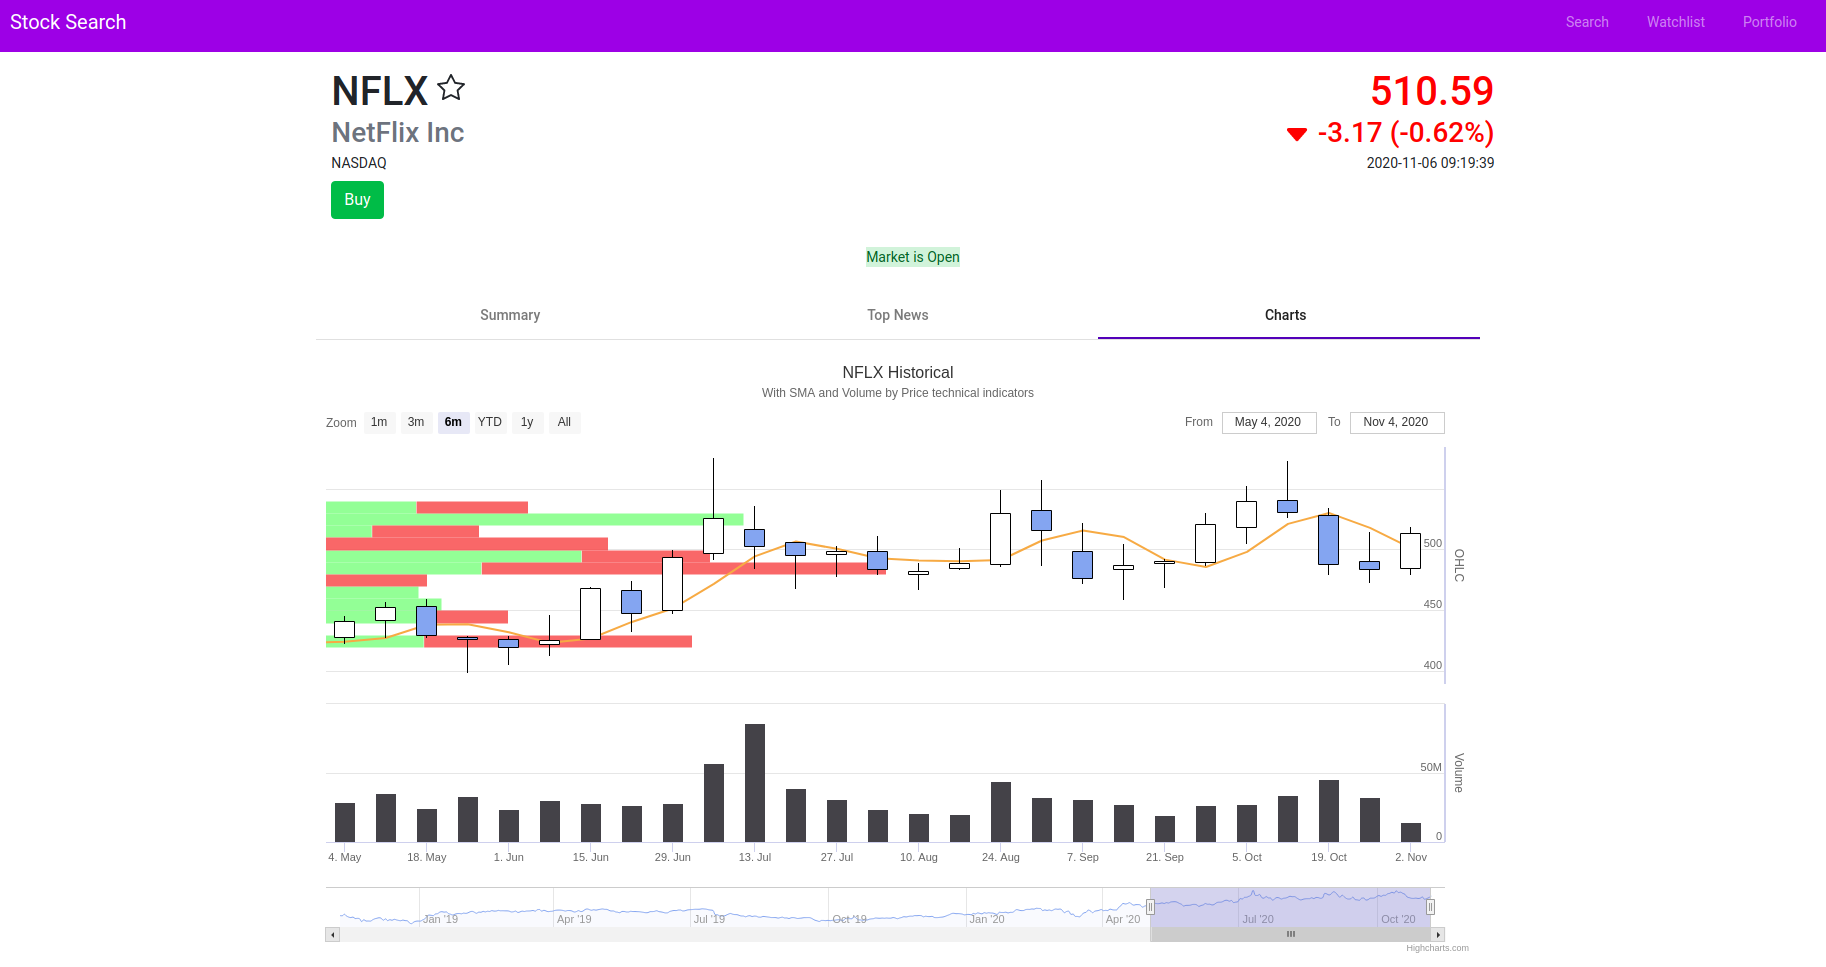 Stock Search
Search Watchlist Portfolio
NFLX
510.59
NetFlix Inc
-3.17 (-0.62%)
NASDAQ
2020-11-06 09:19:39
Buy
Market is Open
Summary Top News Charts
NFLX Historical
With SMA and Volume by Price technical indicators
Zoom 1m 3m 6m YTD 1y All
From May 4, 2020 To Nov 4, 2020
500
OHLC
450
400
50M
Volume
0
4. May 18. May 1. Jun 15. Jun 29. Jun 13. Jul 27. Jul 10. Aug 24. Aug 7. Sep 21. Sep 5. Oct 19. Oct 2. Nov
Jan '19 Apr '19 Jul '19 Oct '19 Jan '20 Apr '20 Jul '20 Oct '20
Highcharts.com